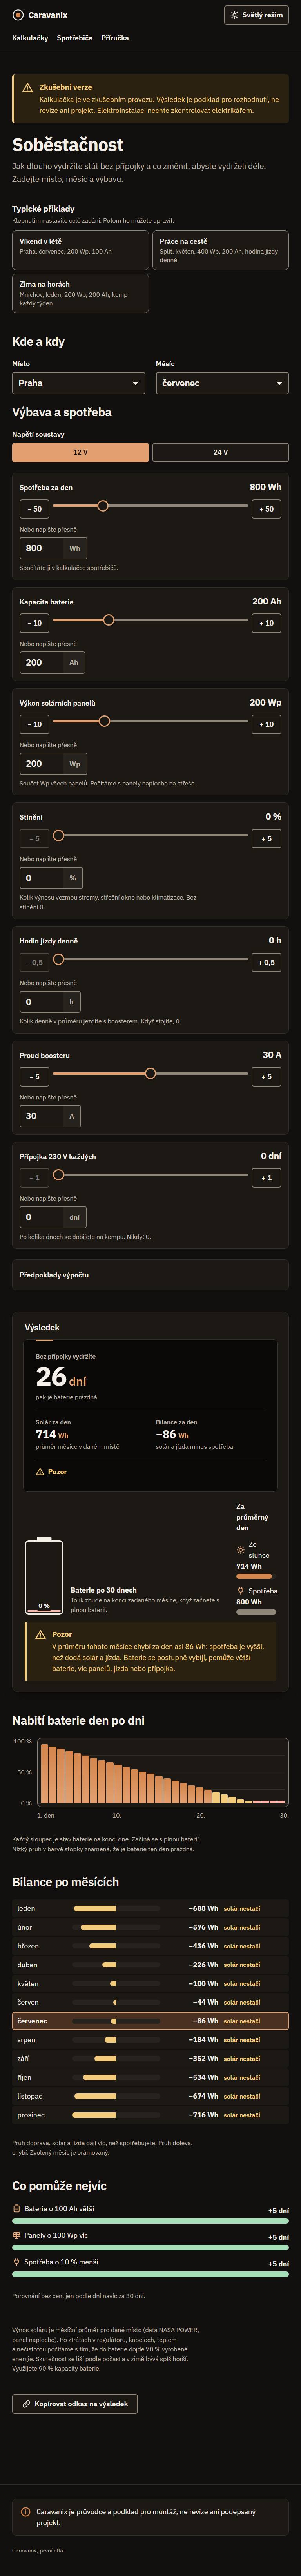 Caravanix
Světlý režim
Kalkulačky Spotřebiče Příručka
Zkušební verze
Kalkulačka je ve zkušebním provozu. Výsledek je podklad pro rozhodnutí, ne
revize ani projekt. Elektroinstalaci nechte zkontrolovat elektrikářem.
Soběstačnost
Jak dlouho vydržíte stát bez přípojky a co změnit, abyste vydrželi déle.
Zadejte místo, měsíc a výbavu.
Typické příklady
Klepnutím nastavíte celé zadání. Potom ho můžete upravit.
Víkend v létě
Praha, červenec, 200 Wp, 100 Ah
Práce na cestě
Split, květen, 400 Wp, 200 Ah, hodina jízdy
denně
Zima na horách
Mnichov, leden, 200 Wp, 200 Ah, kemp
každý týden
Kde a kdy
Místo
Praha
Měsíc
červenec
Výbava a spotřeba
Napětí soustavy
12 V
24 V
Spotřeba za den
800 Wh
− 50
+ 50
Nebo napište přesně
800 Wh
Spočítáte ji v kalkulačce spotřebičů.
Kapacita baterie
200 Ah
− 10
+ 10
Nebo napište přesně
200 Ah
Výkon solárních panelů
200 Wp
− 10
+ 10
Nebo napište přesně
200 Wp
Součet Wp všech panelů. Počítáme s panely naplocho na střeše.
Stínění
0 %
− 5
+ 5
Nebo napište přesně
0 %
Kolik výnosu vezmou stromy, střešní okno nebo klimatizace. Bez
stínění 0.
Hodin jízdy denně
0 h
− 0,5
+ 0,5
Nebo napište přesně
0 h
Kolik denně v průměru jezdíte s boosterem. Když stojíte, 0.
Proud boosteru
30 A
− 5
+ 5
Nebo napište přesně
30 A
Přípojka 230 V každých
0 dní
− 1
+ 1
Nebo napište přesně
0 dní
Po kolika dnech se dobijete na kempu. Nikdy: 0.
Předpoklady výpočtu
Výsledek
Bez přípojky vydržíte
26 dní
pak je baterie prázdná
Solár za den
714 Wh
průměr měsíce v daném místě
Bilance za den
−86 Wh
solár a jízda minus spotřeba
Pozor
0 %
Baterie po 30 dnech
Tolik zbude na konci zadaného měsíce, když začnete s
plnou baterií.
Za
průměrný
den
Ze
slunce
714 Wh
Spotřeba
800 Wh
Pozor
V průměru tohoto měsíce chybí za den asi 86 Wh: spotřeba je vyšší,
než dodá solár a jízda. Baterie se postupně vybíjí, pomůže větší
baterie, víc panelů, jízda nebo přípojka.
Nabití baterie den po dni
100 %
50 %
0 %
1. den 10. 20. 30.
Každý sloupec je stav baterie na konci dne. Začíná se s plnou baterií.
Nízký pruh v barvě stopky znamená, že je baterie ten den prázdná.
Bilance po měsících
leden −688 Wh solár nestačí
únor −576 Wh solár nestačí
březen −436 Wh solár nestačí
duben −226 Wh solár nestačí
květen −100 Wh solár nestačí
červen −44 Wh solár nestačí
červenec −86 Wh solár nestačí
srpen −184 Wh solár nestačí
září −352 Wh solár nestačí
říjen −534 Wh solár nestačí
listopad −674 Wh solár nestačí
prosinec −716 Wh solár nestačí
Pruh doprava: solár a jízda dají víc, než spotřebujete. Pruh doleva:
chybí. Zvolený měsíc je orámovaný.
Co pomůže nejvíc
Baterie o 100 Ah větší +5 dní
Panely o 100 Wp víc +5 dní
Spotřeba o 10 % menší +5 dní
Porovnání bez cen, jen podle dní navíc za 30 dní.
Výnos soláru je měsíční průměr pro dané místo (data NASA POWER,
panel naplocho). Po ztrátách v regulátoru, kabelech, teplem
a nečistotou počítáme s tím, že do baterie dojde 70 % vyrobené
energie. Skutečnost se liší podle počasí a v zimě bývá spíš horší.
Využijete 90 % kapacity baterie.
Kopírovat odkaz na výsledek
Caravanix je průvodce a podklad pro montáž, ne revize ani podepsaný
projekt.
Caravanix, první alfa.